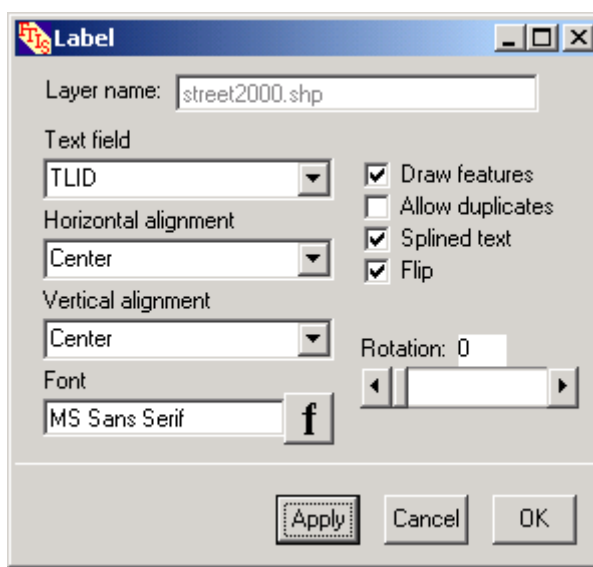 FTIS Label
Layer name: street2000.shp
Text field
TLID
Draw features
Allow duplicates
Horizontal alignment
Splined text
Center
Flip
Vertical alignment
Center
Rotation: 0
Font
MS Sans Serif f
Apply Cancel OK